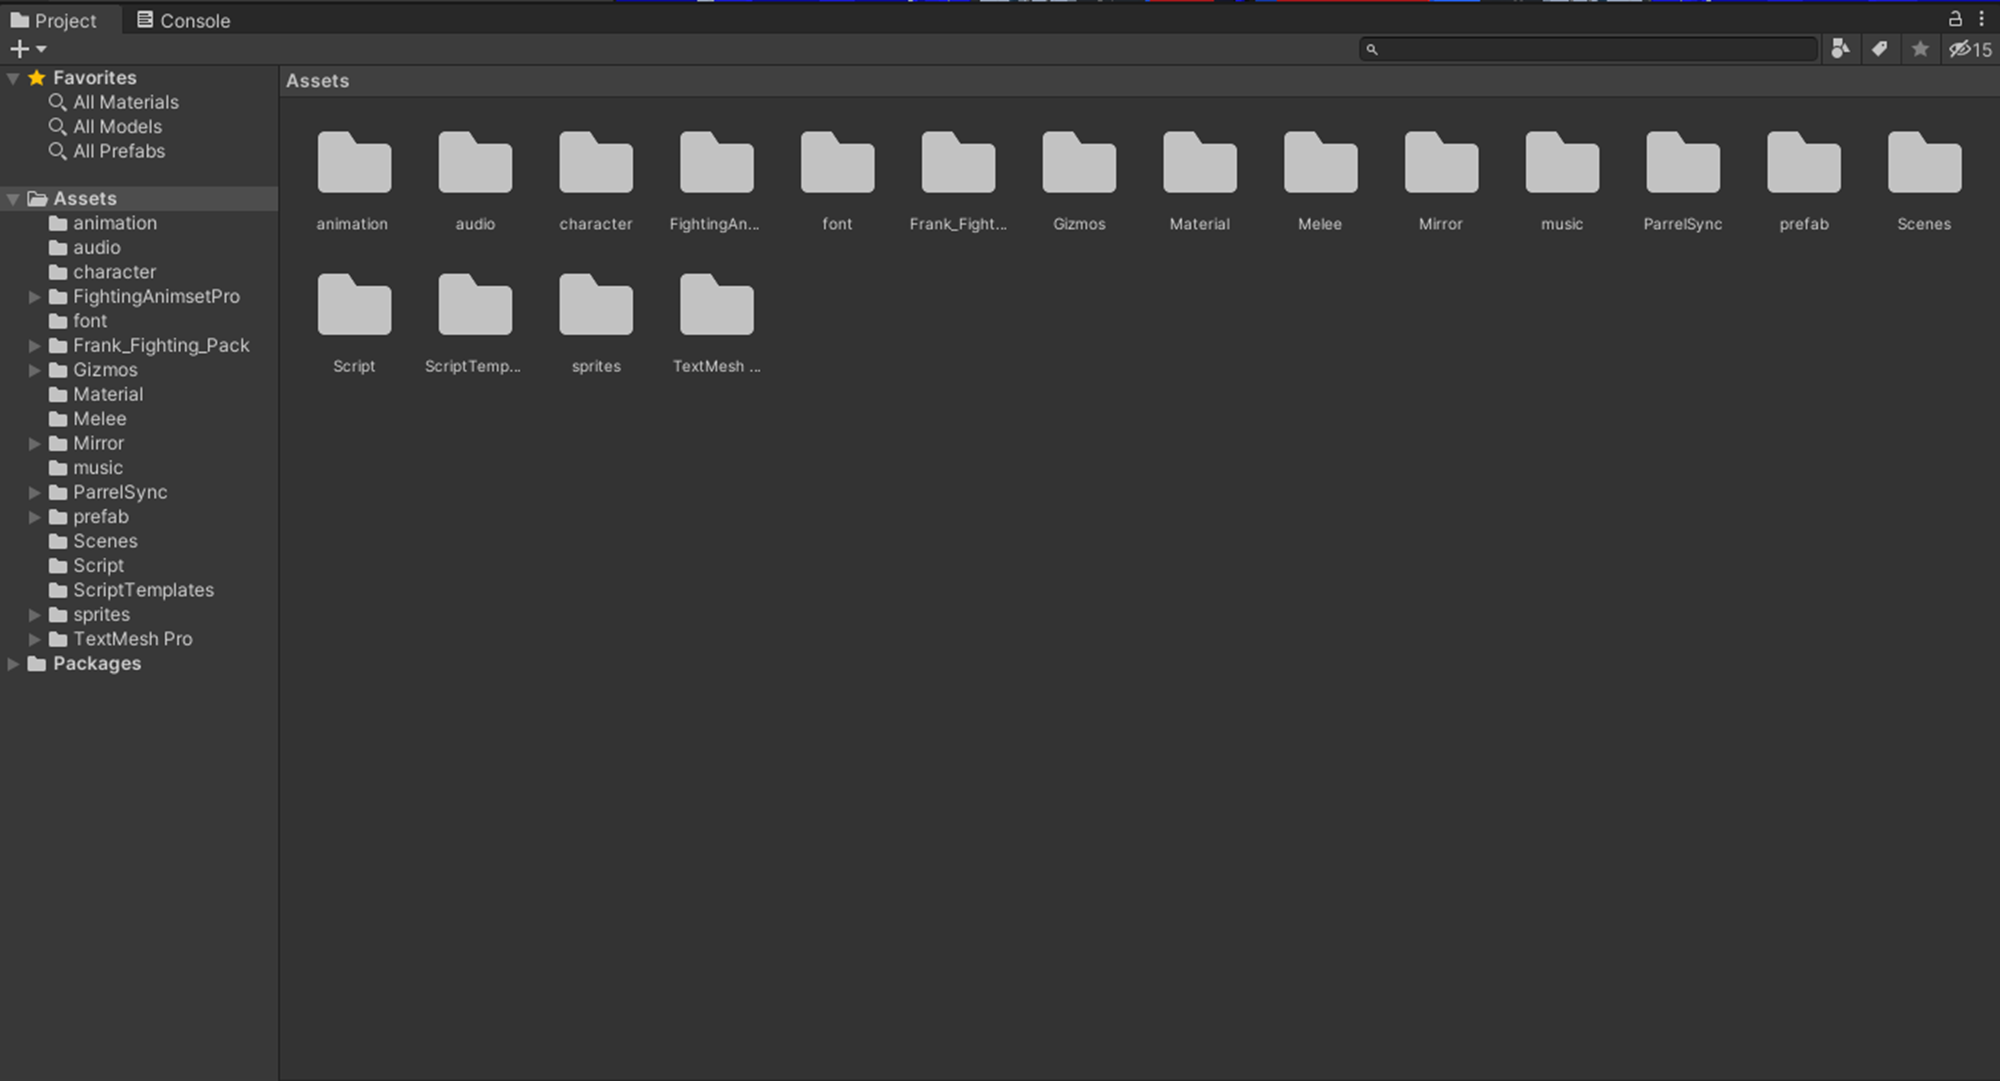 Project
Console
15
Favorites
All Materials
All Models
All Prefabs
Assets
animation
audio
character
FightingAnimsetPro
font
Frank_Fighting_Pack
Gizmos
Material
Melee
Mirror
music
ParrelSync
prefab
Scenes
Script
ScriptTemplates
sprites
TextMesh Pro
Packages
Assets
animation audio character FightingAn... font Frank_Fight... Gizmos Material Melee Mirror music ParrelSync prefab Scenes
Script ScriptTemp... sprites TextMesh ...